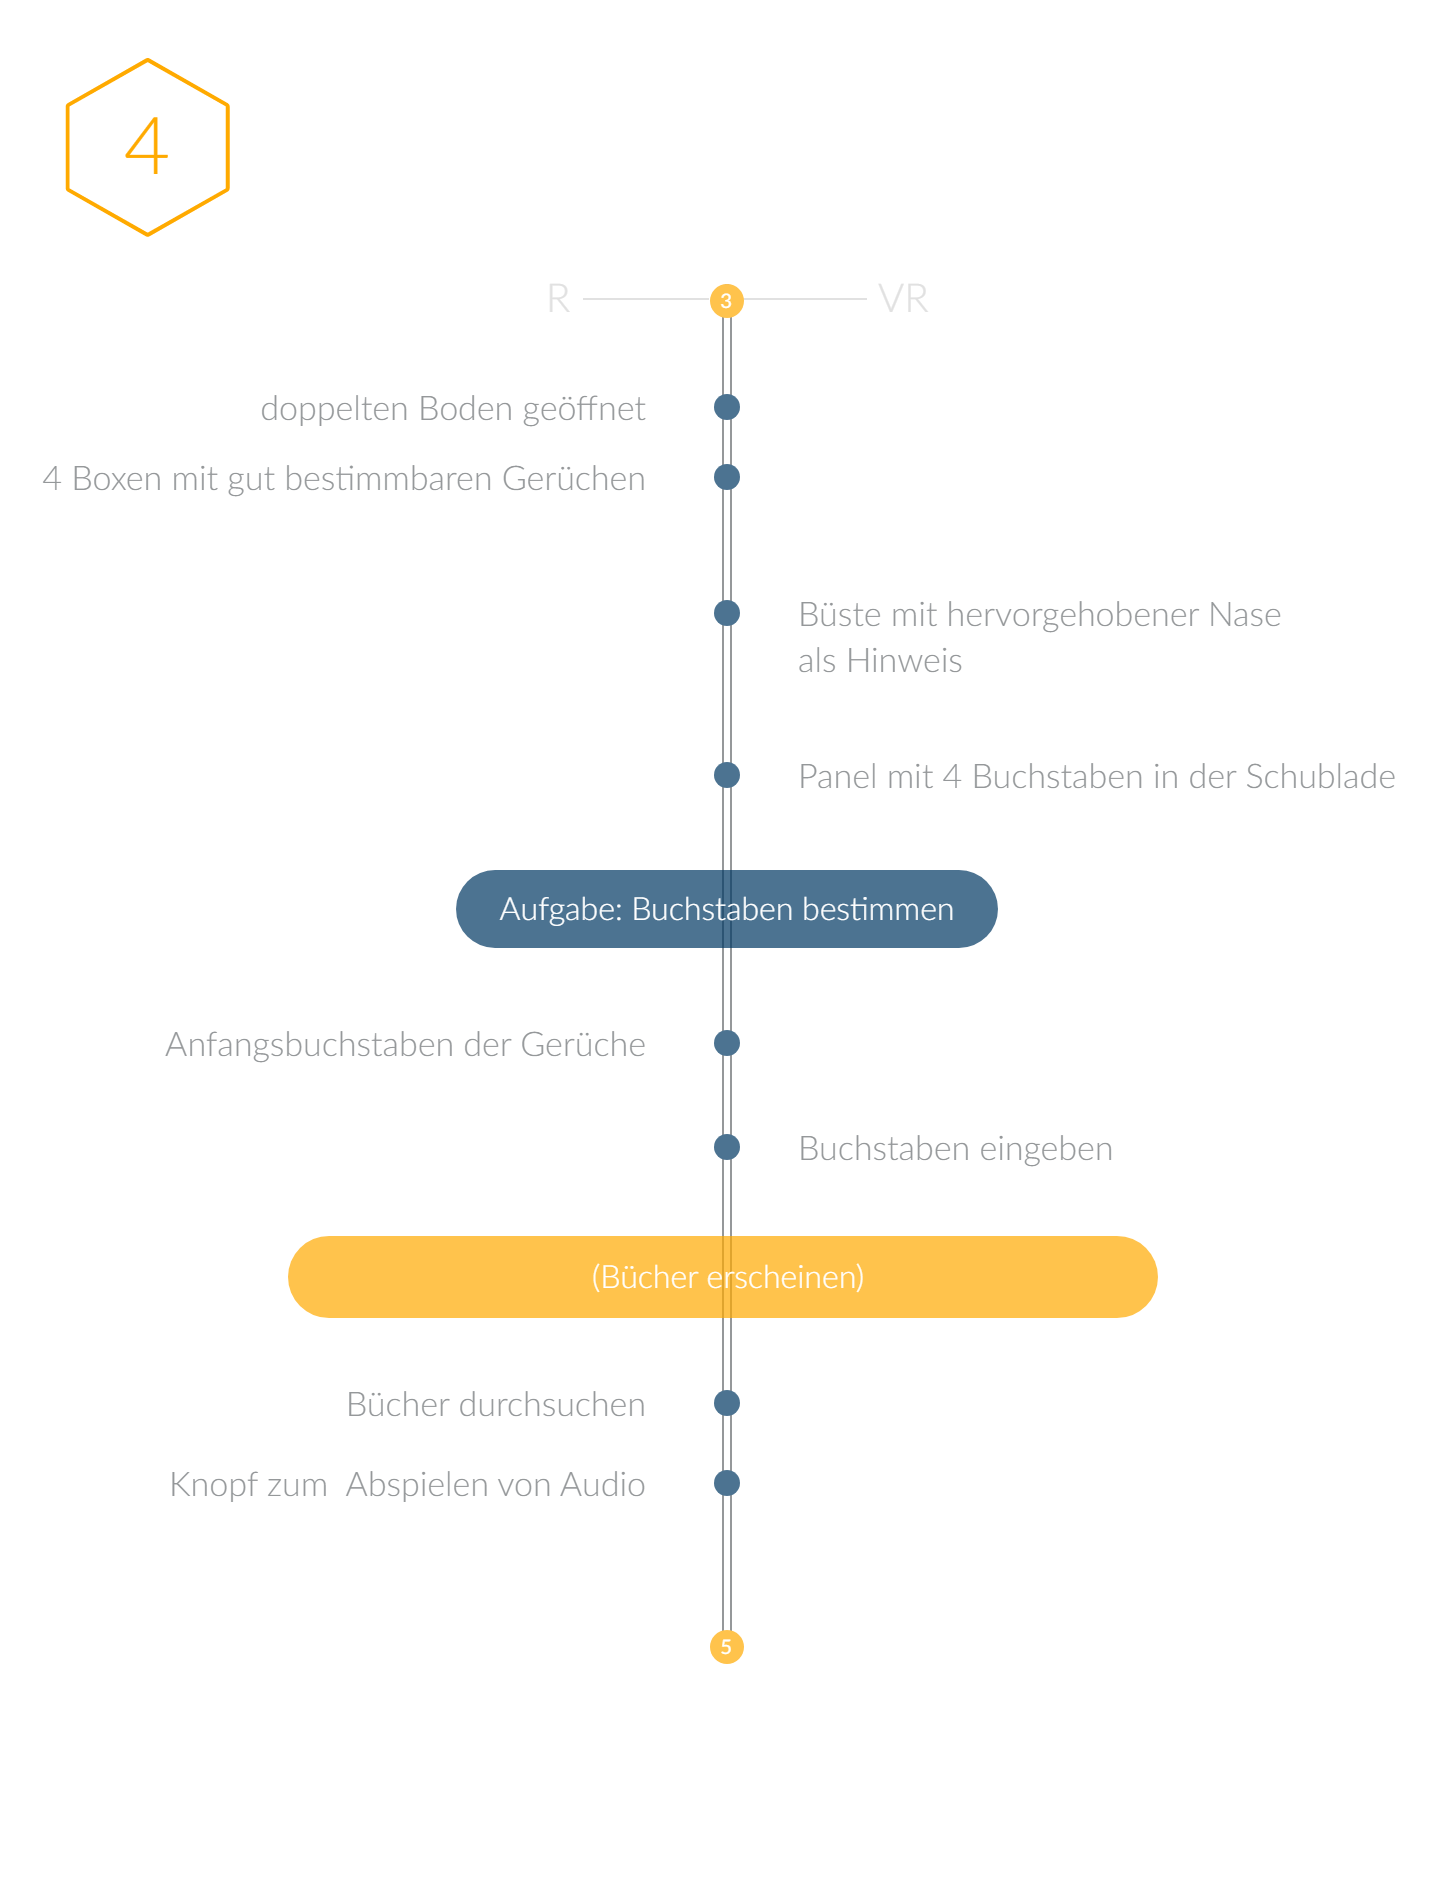 4
R
3
VR
doppelten Boden geöffnet
4 Boxen mit gut bestimmbaren Gerüchen
Büste mit hervorgehobener Nase
als Hinweis
Panel mit 4 Buchstaben in der Schublade
Aufgabe: Buchstaben bestimmen
Anfangsbuchstaben der Gerüche
Buchstaben eingeben
(Bücher erscheinen)
Bücher durchsuchen
Knopf zum  Abspielen von Audio
5